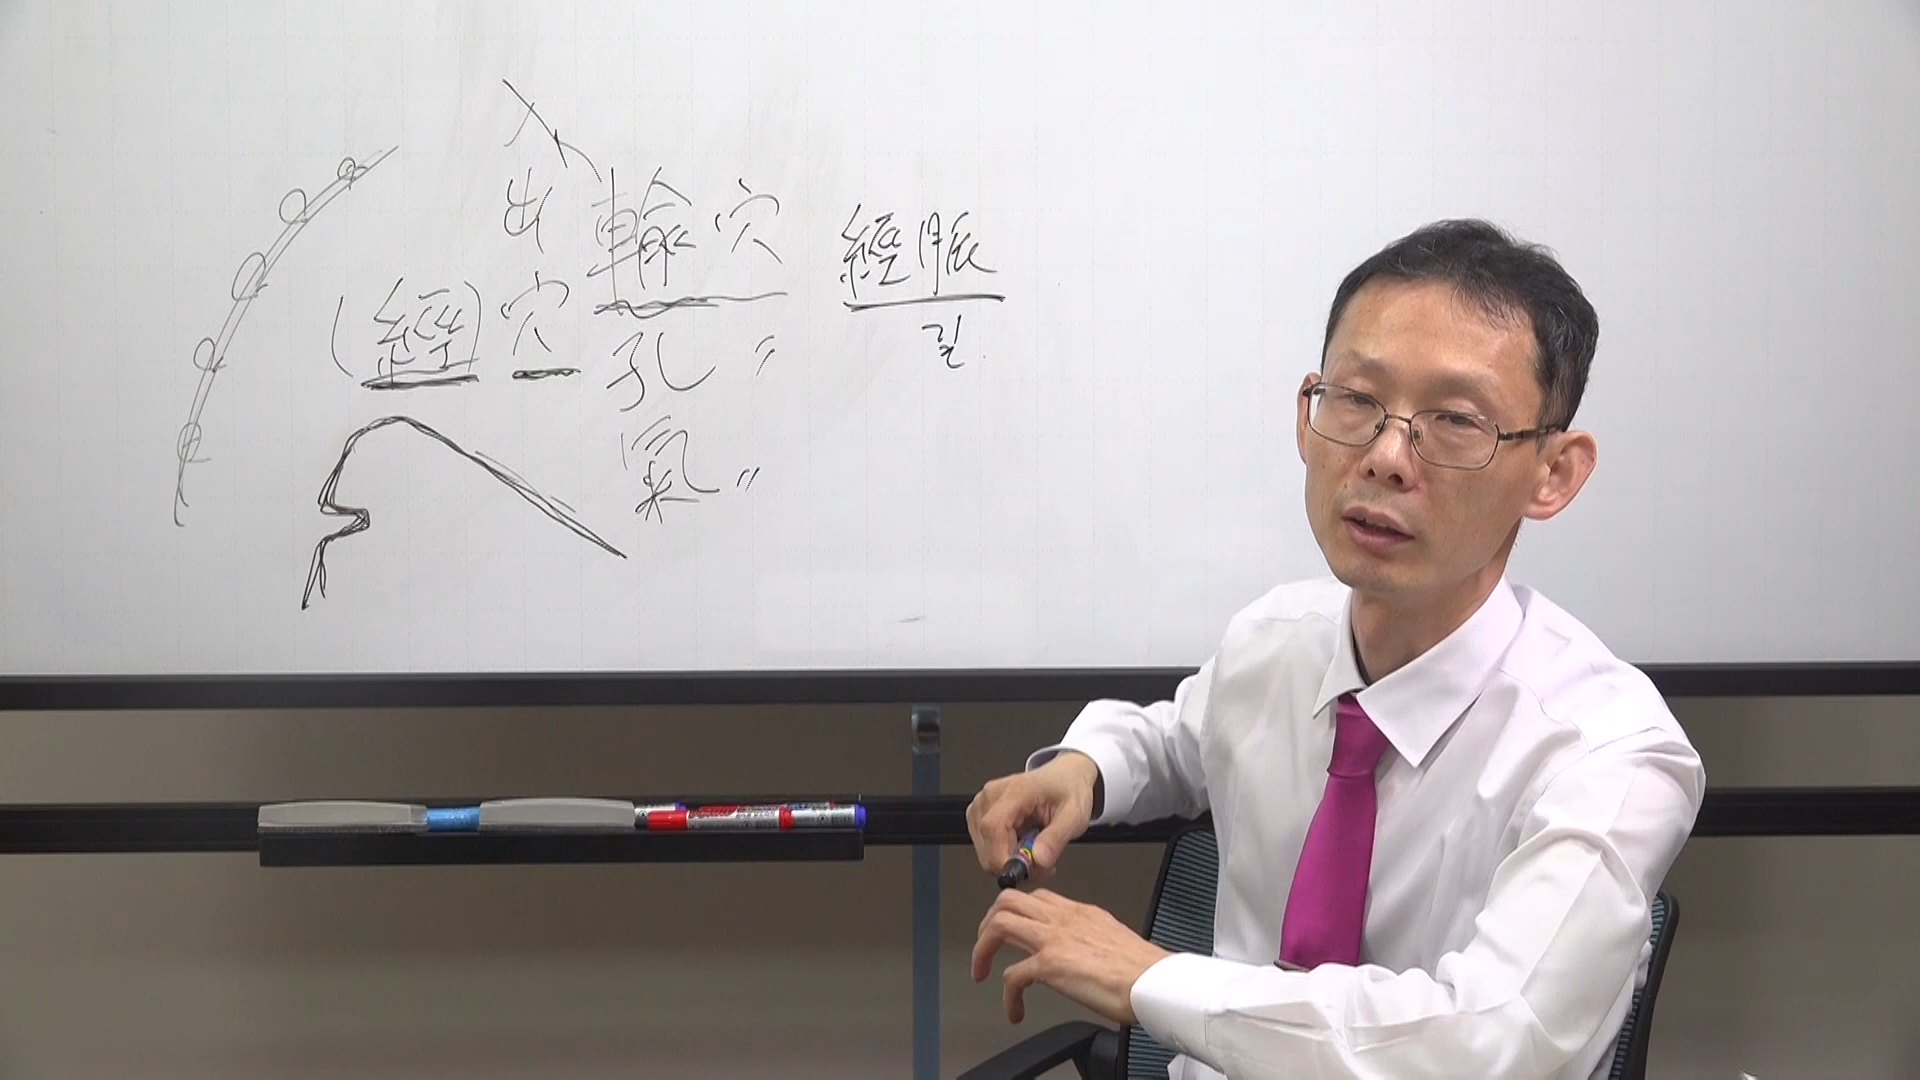 入
出 輸穴 經脈
(經)穴 孔〃 길
氣〃